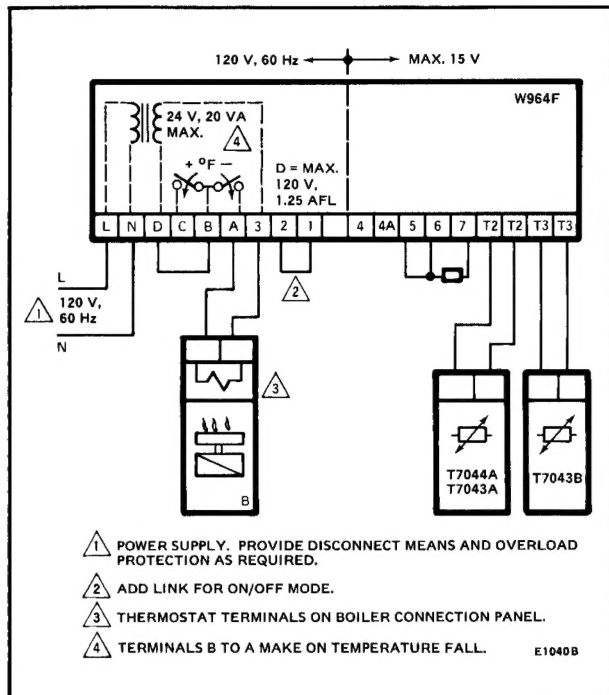 120 V, 60 Hz
MAX. 15 V
W964F
24 V, 20 VA
MAX.
4
+ °F −
D = MAX.
120 V,
1.25 AFL
L N D C B A 3 2 1 4 4A 5 6 7 T2 T2 T3 T3
L
1
120 V,
60 Hz
N
2
3
B
T7044A
T7043A
T7043B
1 POWER SUPPLY. PROVIDE DISCONNECT MEANS AND OVERLOAD
PROTECTION AS REQUIRED.
2 ADD LINK FOR ON/OFF MODE.
3 THERMOSTAT TERMINALS ON BOILER CONNECTION PANEL.
4 TERMINALS B TO A MAKE ON TEMPERATURE FALL.
E1040B